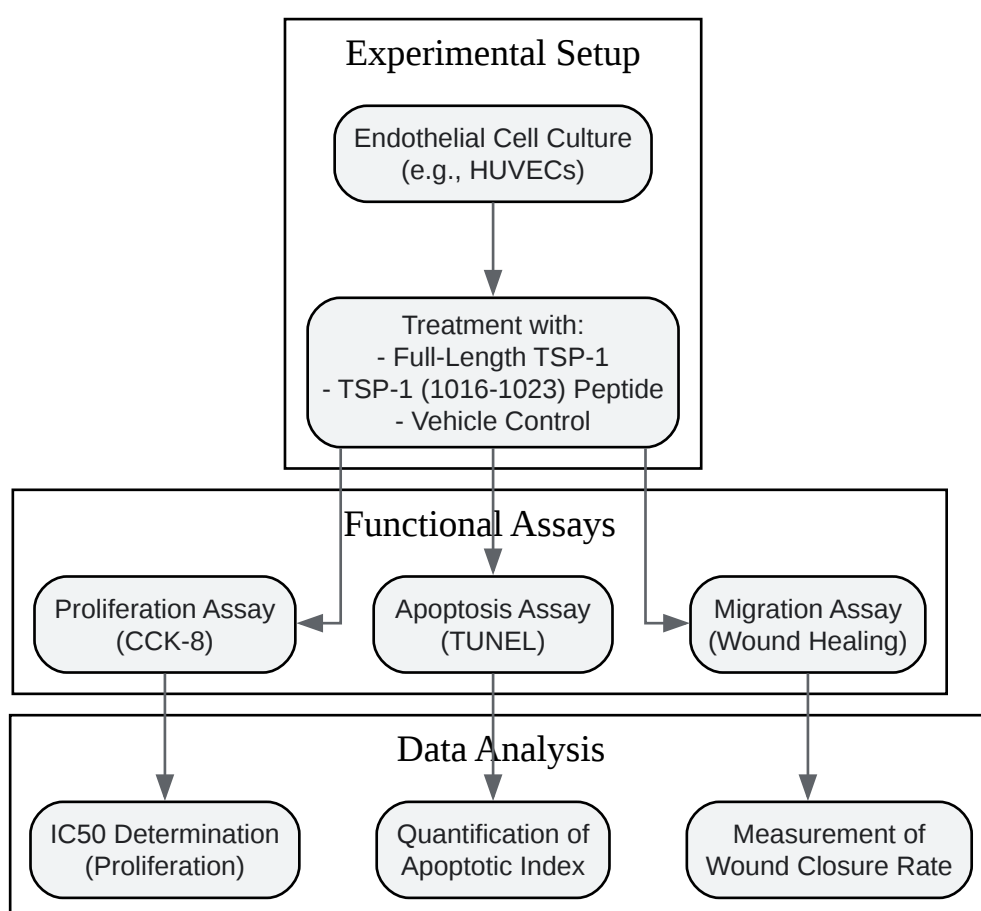 Experimental Setup
Endothelial Cell Culture
(e.g., HUVECs)
Treatment with:
- Full-Length TSP-1
- TSP-1 (1016-1023) Peptide
- Vehicle Control
Functional Assays
Proliferation Assay
(CCK-8)
Apoptosis Assay
(TUNEL)
Migration Assay
(Wound Healing)
Data Analysis
IC50 Determination
(Proliferation)
Quantification of
Apoptotic Index
Measurement of
Wound Closure Rate